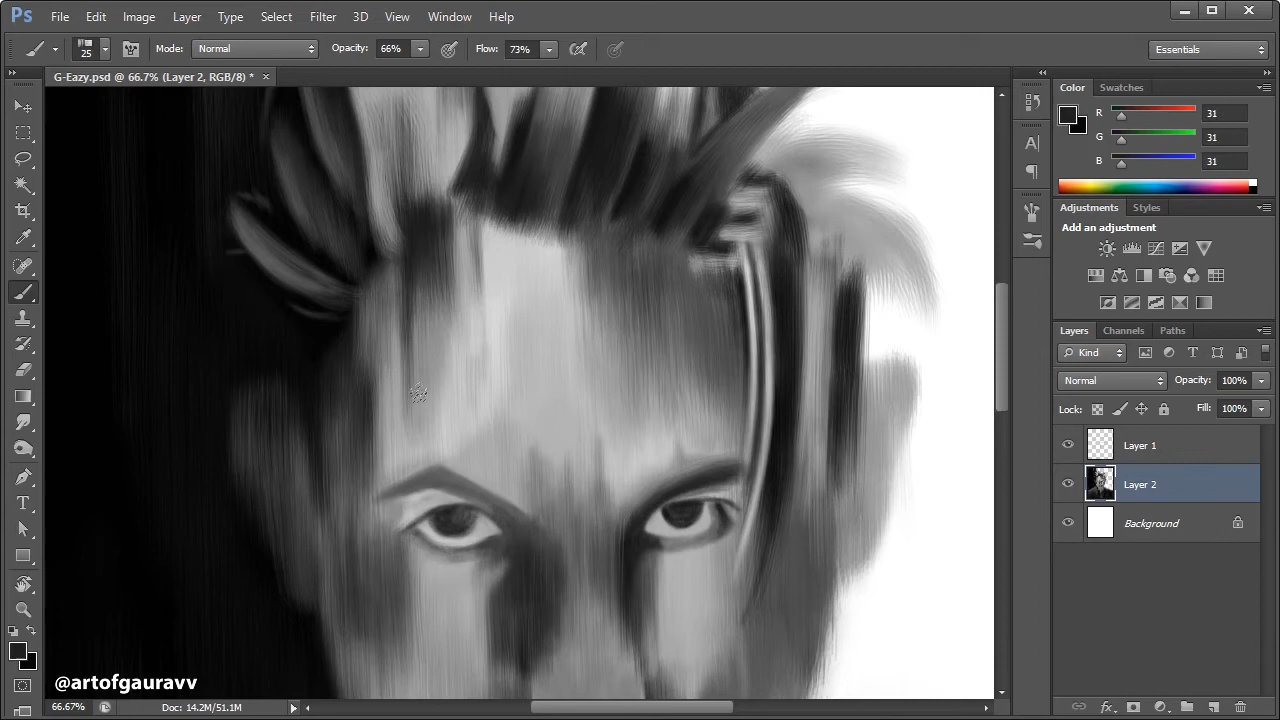 Ps File Edit Image Layer Type Select Filter 3D View Window Help
25 Mode: Normal Opacity: 66% Flow: 73% Essentials
G-Eazy.psd @ 66.7% (Layer 2, RGB/8) * ×
Color Swatches
R 31
G 31
B 31
Adjustments Styles
Add an adjustment
Layers Channels Paths
Kind
Normal Opacity: 100%
Lock: Fill: 100%
Layer 1
Layer 2
Background
@artofgauravv
66.67% Doc: 14.2M/51.1M